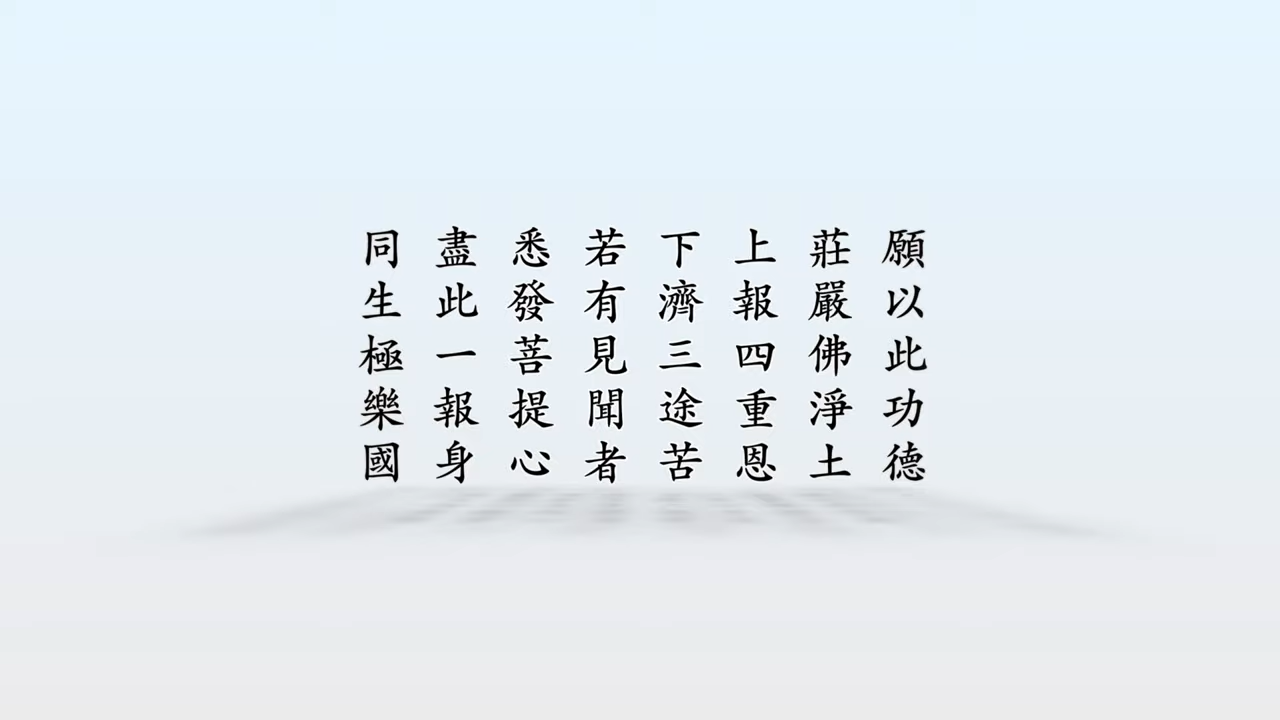 願以此功德
莊嚴佛淨土
上報四重恩
下濟三途苦
若有見聞者
悉發菩提心
盡此一報身
同生極樂國